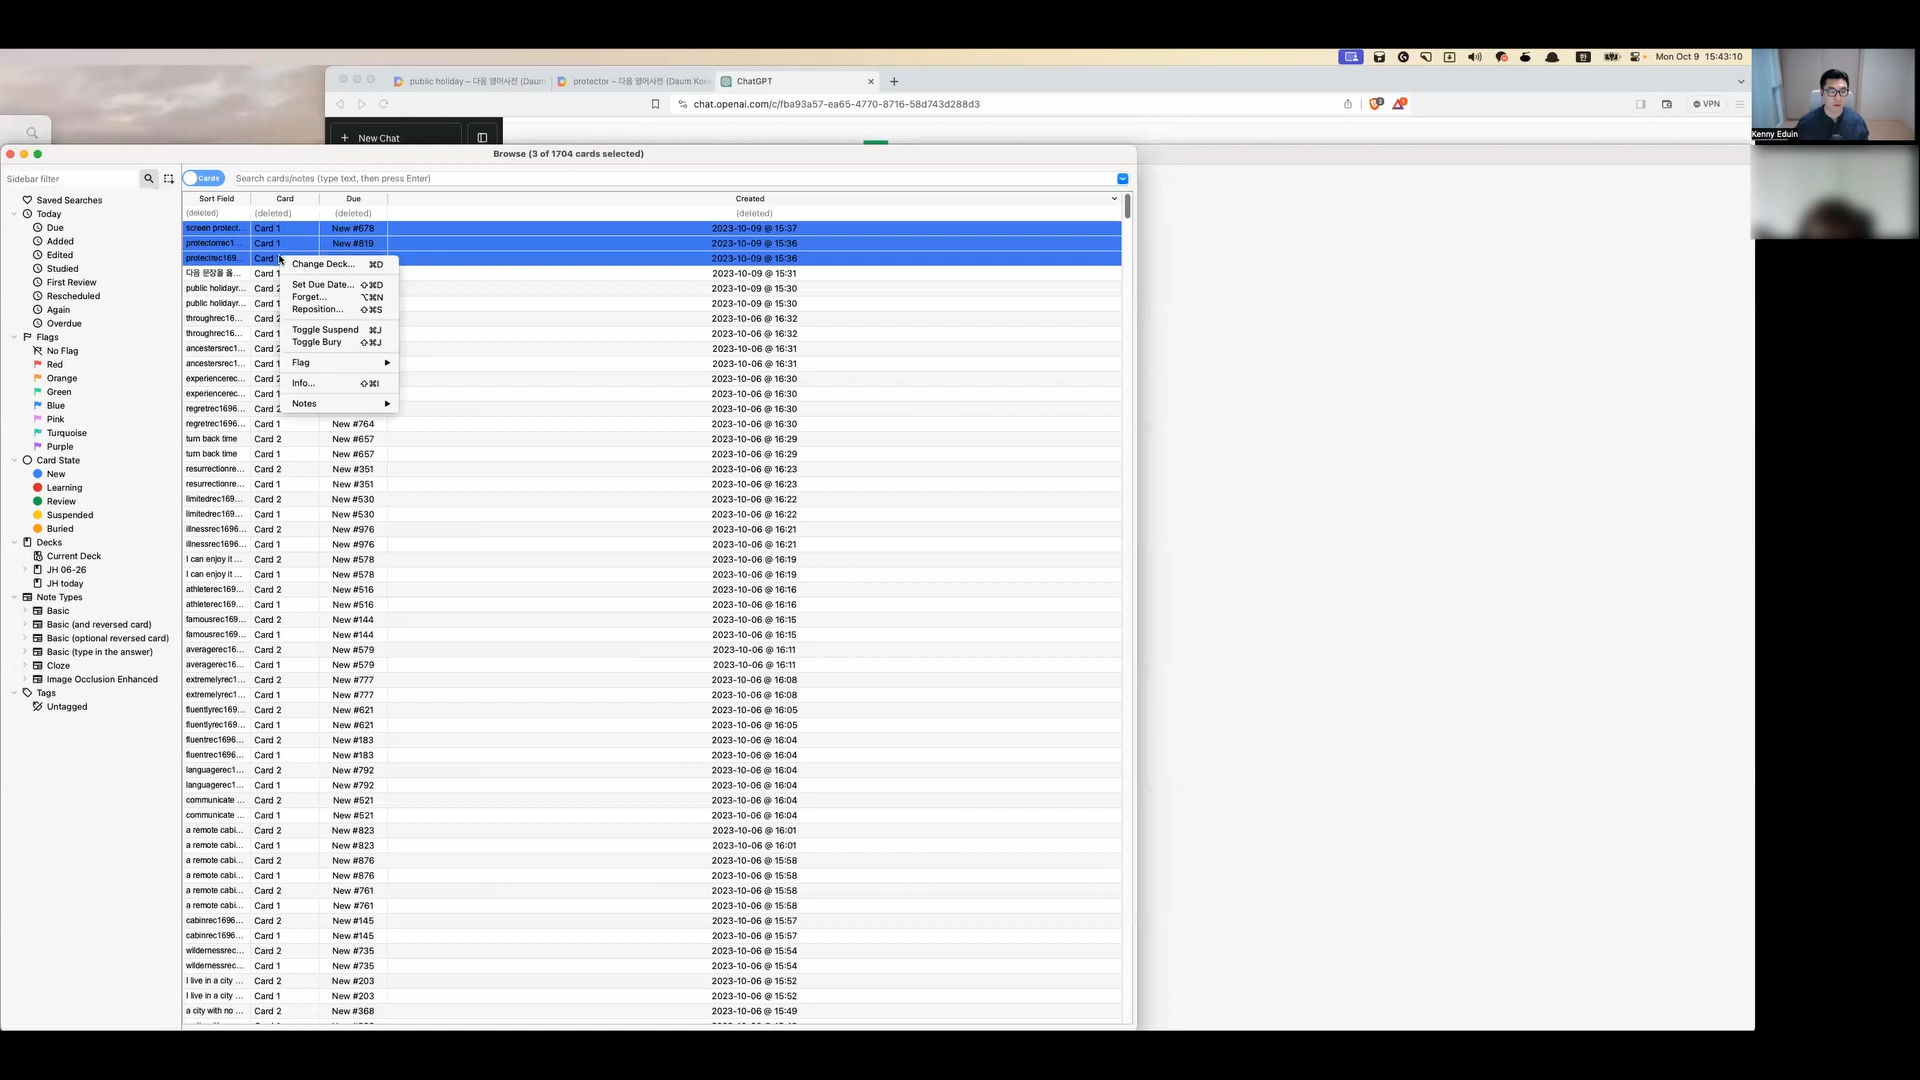 Mon Oct 9 15:43:10
public holiday – 다음 영어사전 (Daum
protector – 다음 영어사전 (Daum Kor
ChatGPT
chat.openai.com/c/fba93a57-ea65-4770-8716-58d743d288d3
VPN
New Chat
Kenny Eduin
Browse (3 of 1704 cards selected)
Sidebar filter
Cards
Search cards/notes (type text, then press Enter)
Saved Searches
Today
Due
Added
Edited
Studied
First Review
Rescheduled
Again
Overdue
Flags
No Flag
Red
Orange
Green
Blue
Pink
Turquoise
Purple
Card State
New
Learning
Review
Suspended
Buried
Decks
Current Deck
JH 06-26
JH today
Note Types
Basic
Basic (and reversed card)
Basic (optional reversed card)
Basic (type in the answer)
Cloze
Image Occlusion Enhanced
Tags
Untagged
Sort Field Card Due Created
(deleted) (deleted) (deleted) (deleted)
screen protect... Card 1 New #678 2023-10-09 @ 15:37
protectorrec1... Card 1 New #819 2023-10-09 @ 15:36
protectrec169... Card 2023-10-09 @ 15:36
다음 문장을 옳... Card 1 2023-10-09 @ 15:31
public holidayr... Card 2023-10-09 @ 15:30
public holidayr... Card 2023-10-09 @ 15:30
throughrec16... Card 2023-10-06 @ 16:32
throughrec16... Card 2023-10-06 @ 16:32
ancestersrec1... Card 2023-10-06 @ 16:31
ancestersrec1... Card 2023-10-06 @ 16:31
experiencerec... Card 2023-10-06 @ 16:30
experiencerec... Card 2023-10-06 @ 16:30
regretrec1696... Card 2023-10-06 @ 16:30
regretrec1696... Card 1 New #764 2023-10-06 @ 16:30
turn back time Card 2 New #657 2023-10-06 @ 16:29
turn back time Card 1 New #657 2023-10-06 @ 16:29
resurrectionre... Card 2 New #351 2023-10-06 @ 16:23
resurrectionre... Card 1 New #351 2023-10-06 @ 16:23
limitedrec169... Card 2 New #530 2023-10-06 @ 16:22
limitedrec169... Card 1 New #530 2023-10-06 @ 16:22
illnessrec1696... Card 2 New #976 2023-10-06 @ 16:21
illnessrec1696... Card 1 New #976 2023-10-06 @ 16:21
I can enjoy it ... Card 2 New #578 2023-10-06 @ 16:19
I can enjoy it ... Card 1 New #578 2023-10-06 @ 16:19
athleterec169... Card 2 New #516 2023-10-06 @ 16:16
athleterec169... Card 1 New #516 2023-10-06 @ 16:16
famousrec169... Card 2 New #144 2023-10-06 @ 16:15
famousrec169... Card 1 New #144 2023-10-06 @ 16:15
averagerec16... Card 2 New #579 2023-10-06 @ 16:11
averagerec16... Card 1 New #579 2023-10-06 @ 16:11
extremelyrec1... Card 2 New #777 2023-10-06 @ 16:08
extremelyrec1... Card 1 New #777 2023-10-06 @ 16:08
fluentlyrec169... Card 2 New #621 2023-10-06 @ 16:05
fluentlyrec169... Card 1 New #621 2023-10-06 @ 16:05
fluentrec1696... Card 2 New #183 2023-10-06 @ 16:04
fluentrec1696... Card 1 New #183 2023-10-06 @ 16:04
languagerec1... Card 2 New #792 2023-10-06 @ 16:04
languagerec1... Card 1 New #792 2023-10-06 @ 16:04
communicate ... Card 2 New #521 2023-10-06 @ 16:04
communicate ... Card 1 New #521 2023-10-06 @ 16:04
a remote cabi... Card 2 New #823 2023-10-06 @ 16:01
a remote cabi... Card 1 New #823 2023-10-06 @ 16:01
a remote cabi... Card 2 New #876 2023-10-06 @ 15:58
a remote cabi... Card 1 New #876 2023-10-06 @ 15:58
a remote cabi... Card 2 New #761 2023-10-06 @ 15:58
a remote cabi... Card 1 New #761 2023-10-06 @ 15:58
cabinrec1696... Card 2 New #145 2023-10-06 @ 15:57
cabinrec1696... Card 1 New #145 2023-10-06 @ 15:57
wildernessrec... Card 2 New #735 2023-10-06 @ 15:54
wildernessrec... Card 1 New #735 2023-10-06 @ 15:54
I live in a city ... Card 2 New #203 2023-10-06 @ 15:52
I live in a city ... Card 1 New #203 2023-10-06 @ 15:52
a city with no ... Card 2 New #368 2023-10-06 @ 15:49
Change Deck... ⌘D
Set Due Date... ⇧⌘D
Forget... ⌥⌘N
Reposition... ⇧⌘S
Toggle Suspend ⌘J
Toggle Bury ⇧⌘J
Flag
Info... ⇧⌘I
Notes